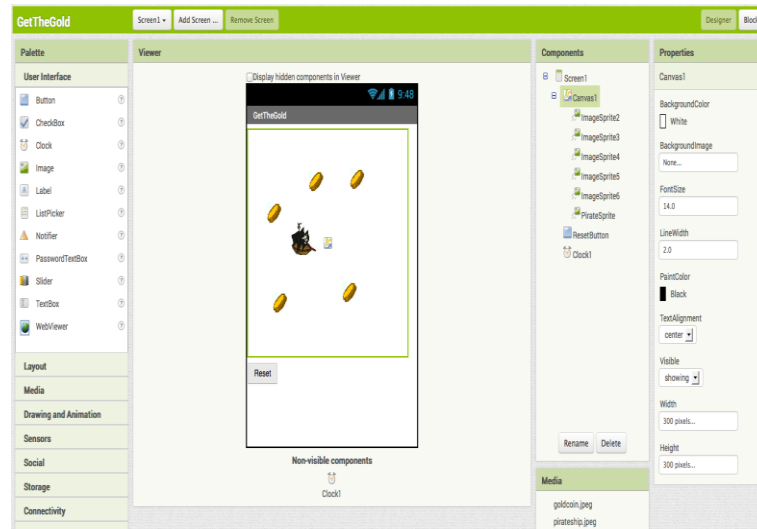 GetTheGold
Screen1
Add Screen ...
Remove Screen
Designer
Block
Palette
User Interface
Button
CheckBox
Clock
Image
Label
ListPicker
Notifier
PasswordTextBox
Slider
TextBox
WebViewer
Layout
Media
Drawing and Animation
Sensors
Social
Storage
Connectivity
Viewer
Display hidden components in Viewer
9:48
GetTheGold
Reset
Non-visible components
Clock1
Components
Screen1
Canvas1
ImageSprite2
ImageSprite3
ImageSprite4
ImageSprite5
ImageSprite6
PirateSprite
ResetButton
Clock1
Rename
Delete
Media
goldcoin.jpeg
pirateship.jpeg
Properties
Canvas1
BackgroundColor
White
BackgroundImage
None...
FontSize
14.0
LineWidth
2.0
PaintColor
Black
TextAlignment
center
Visible
showing
Width
300 pixels...
Height
300 pixels...